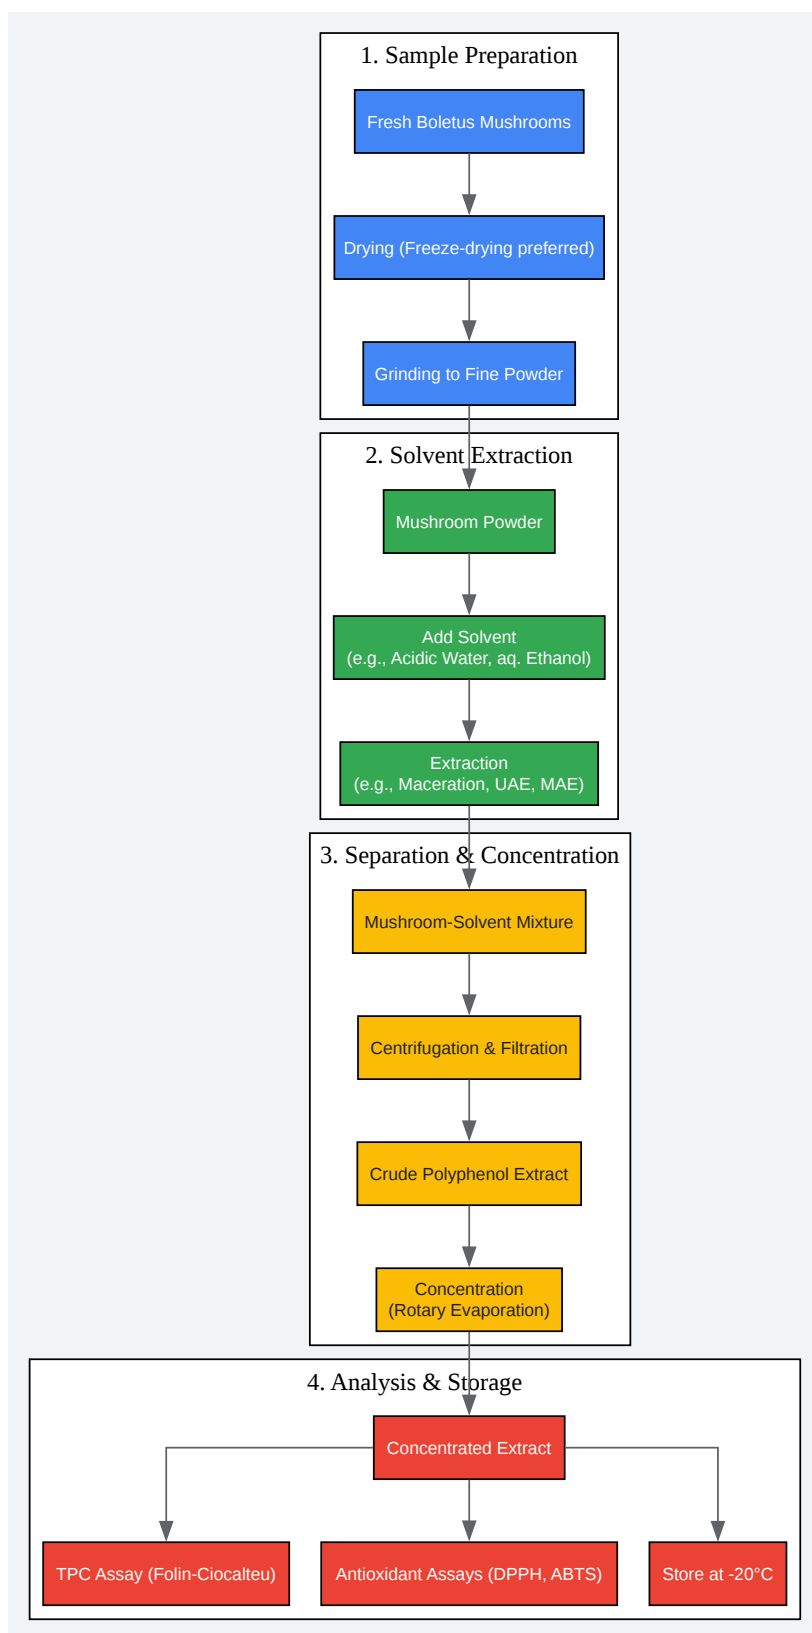 1. Sample Preparation
Fresh Boletus Mushrooms
Drying (Freeze-drying preferred)
Grinding to Fine Powder
2. Solvent Extraction
Mushroom Powder
Add Solvent
(e.g., Acidic Water, aq. Ethanol)
Extraction
(e.g., Maceration, UAE, MAE)
3. Separation & Concentration
Mushroom-Solvent Mixture
Centrifugation & Filtration
Crude Polyphenol Extract
Concentration
(Rotary Evaporation)
4. Analysis & Storage
Concentrated Extract
TPC Assay (Folin-Ciocalteu)
Antioxidant Assays (DPPH, ABTS)
Store at -20°C